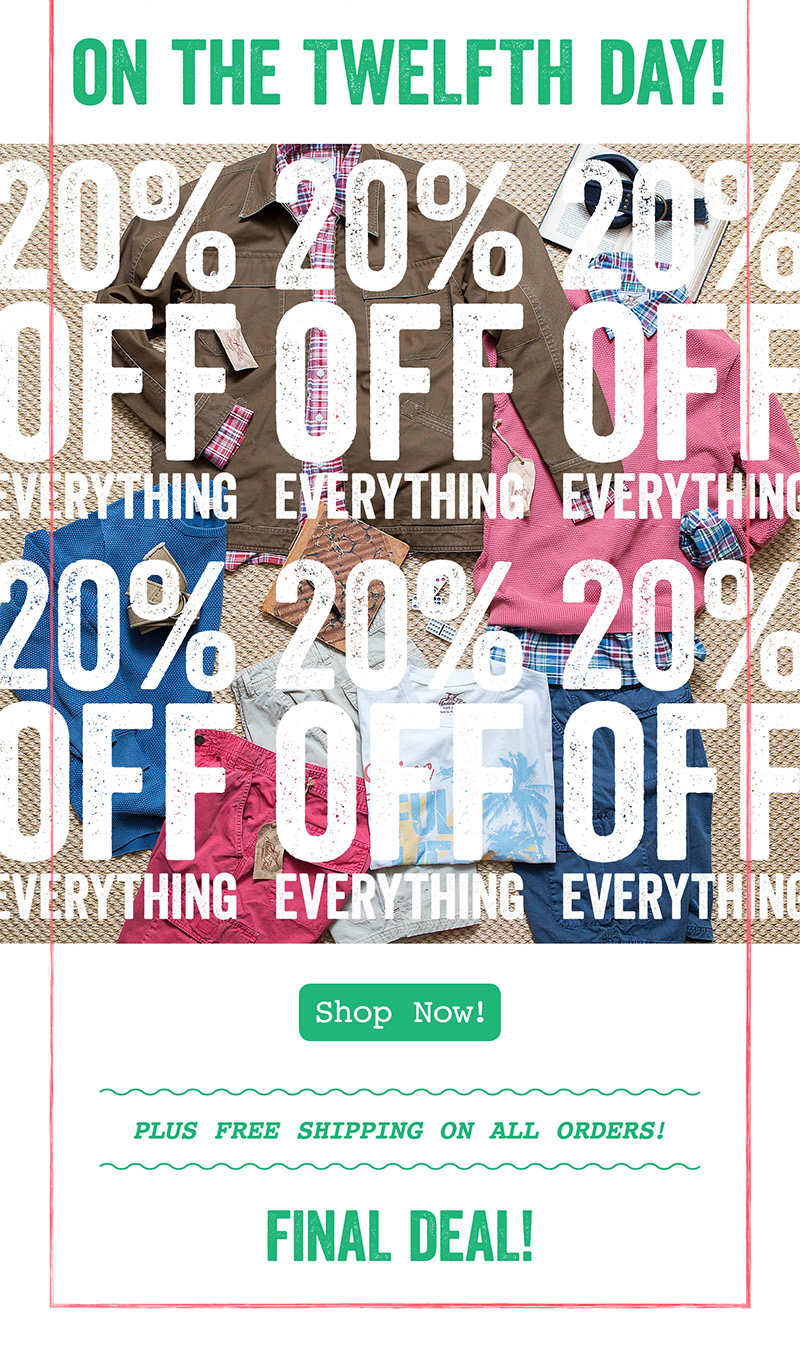 ON THE TWELFTH DAY!
20% 20% 20%
OFF OFF OFF
EVERYTHING EVERYTHING EVERYTHING
20% 20% 20%
OFF OFF OFF
EVERYTHING EVERYTHING EVERYTHING
Shop Now!
PLUS FREE SHIPPING ON ALL ORDERS!
FINAL DEAL!